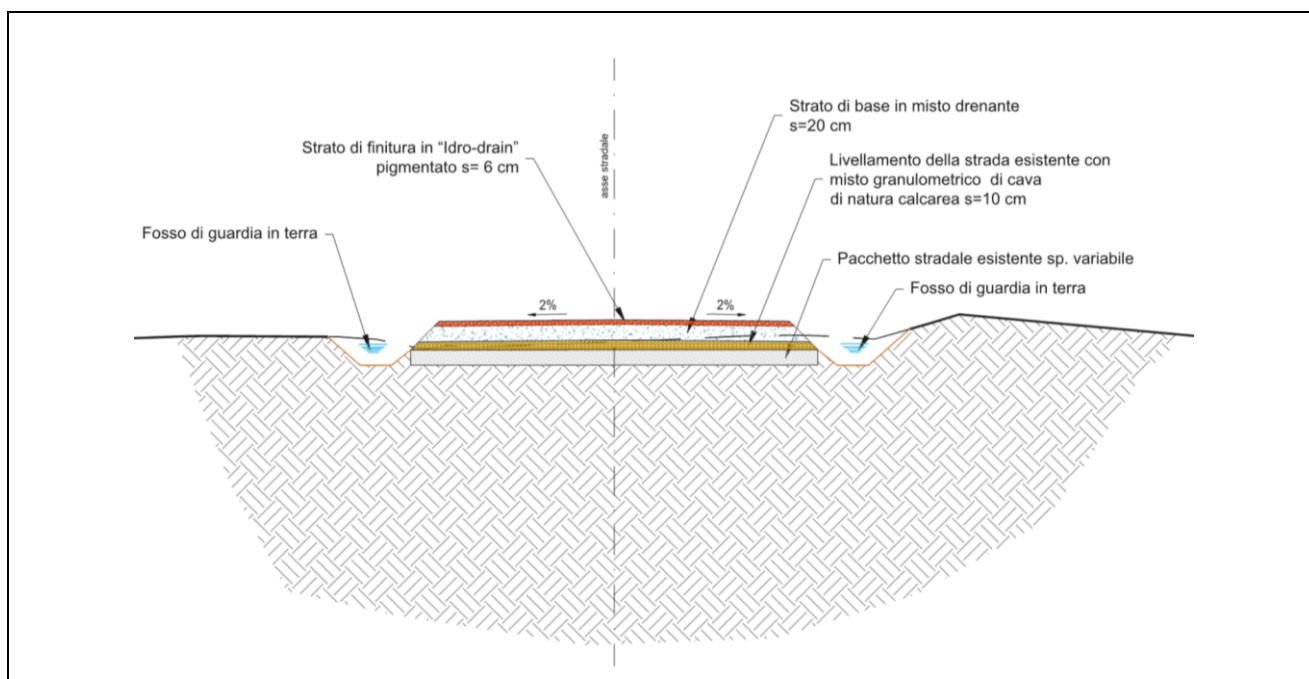 Strato di base in misto drenante
s=20 cm
Strato di finitura in "Idro-drain"
pigmentato s= 6 cm
asse stradale
Livellamento della strada esistente con
misto granulometrico di cava
di natura calcarea s=10 cm
Fosso di guardia in terra
Pacchetto stradale esistente sp. variabile
Fosso di guardia in terra
2%
2%